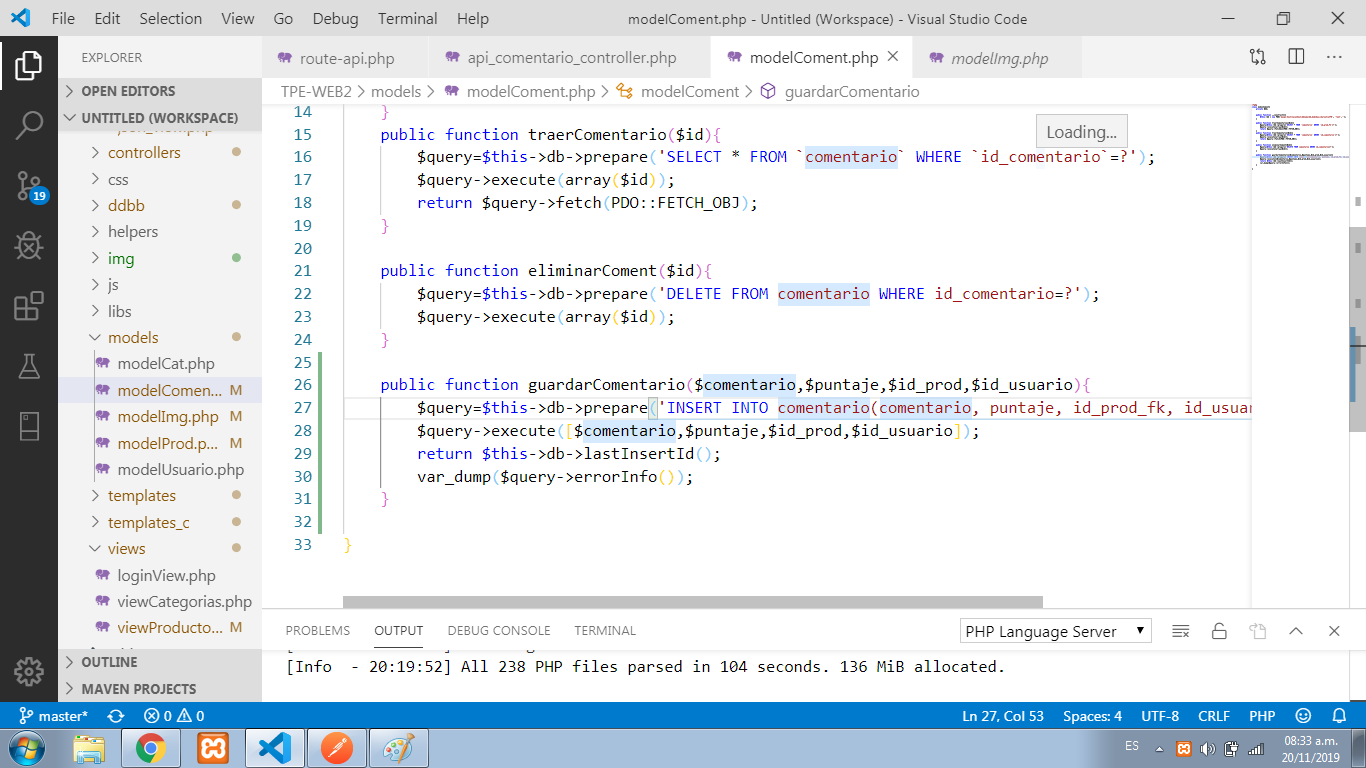 File Edit Selection View Go Debug Terminal Help modelComent.php - Untitled (Workspace) - Visual Studio Code
EXPLORER
route-api.php api_comentario_controller.php modelComent.php modelImg.php
TPE-WEB2 > models > modelComent.php > modelComent > guardarComentario
OPEN EDITORS
UNTITLED (WORKSPACE)
controllers
css
ddbb
helpers
img
js
libs
models
modelCat.php
modelComen... M
modelImg.php M
modelProd.p... M
modelUsuario.php
templates
templates_c
views
loginView.php
viewCategorias.php
viewProducto... M
OUTLINE
MAVEN PROJECTS
19
Loading...
14 }
15 public function traerComentario($id){
16 $query=$this->db->prepare('SELECT * FROM `comentario` WHERE `id_comentario`=?');
17 $query->execute(array($id));
18 return $query->fetch(PDO::FETCH_OBJ);
19 }
20
21 public function eliminarComent($id){
22 $query=$this->db->prepare('DELETE FROM comentario WHERE id_comentario=?');
23 $query->execute(array($id));
24 }
25
26 public function guardarComentario($comentario,$puntaje,$id_prod,$id_usuario){
27 $query=$this->db->prepare('INSERT INTO comentario(comentario, puntaje, id_prod_fk, id_usuar
28 $query->execute([$comentario,$puntaje,$id_prod,$id_usuario]);
29 return $this->db->lastInsertId();
30 var_dump($query->errorInfo());
31 }
32
33 }
PROBLEMS OUTPUT DEBUG CONSOLE TERMINAL PHP Language Server
[Info - 20:19:52] All 238 PHP files parsed in 104 seconds. 136 MiB allocated.
master* 0 0 Ln 27, Col 53 Spaces: 4 UTF-8 CRLF PHP
ES 08:33 a.m.
20/11/2019